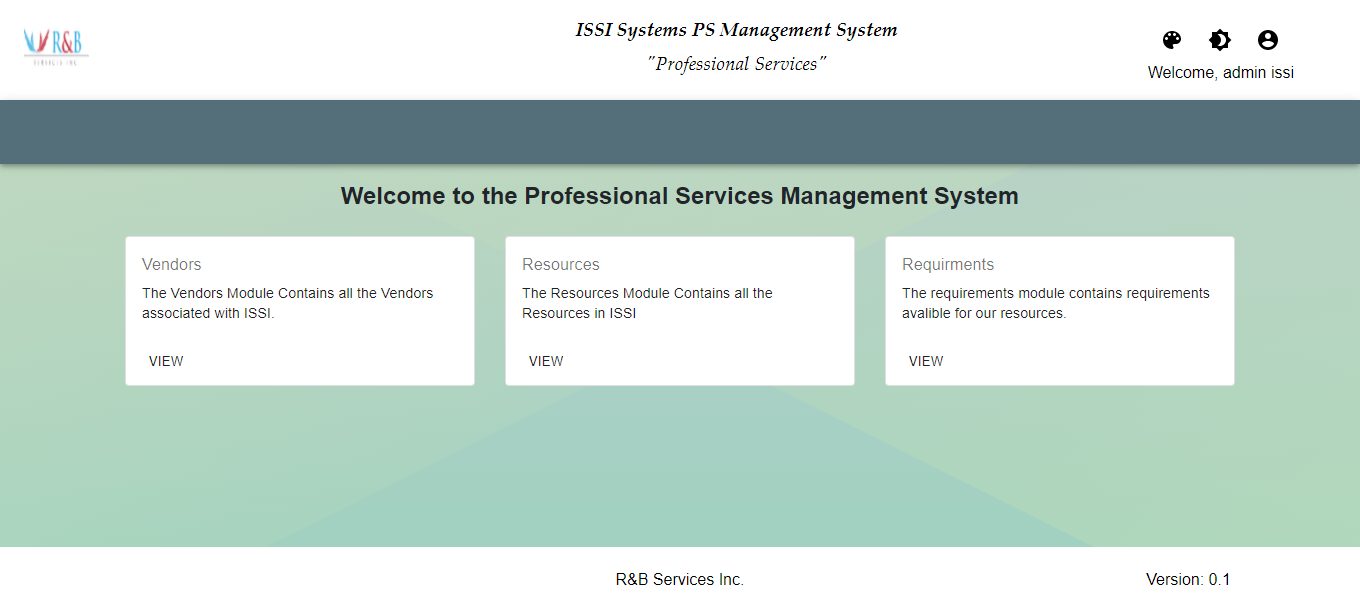 R&B
SERVICES INC
ISSI Systems PS Management System
"Professional Services"
Welcome, admin issi
Welcome to the Professional Services Management System
Vendors
The Vendors Module Contains all the Vendors
associated with ISSI.
VIEW
Resources
The Resources Module Contains all the
Resources in ISSI
VIEW
Requirments
The requirements module contains requirements
avalible for our resources.
VIEW
R&B Services Inc.
Version: 0.1